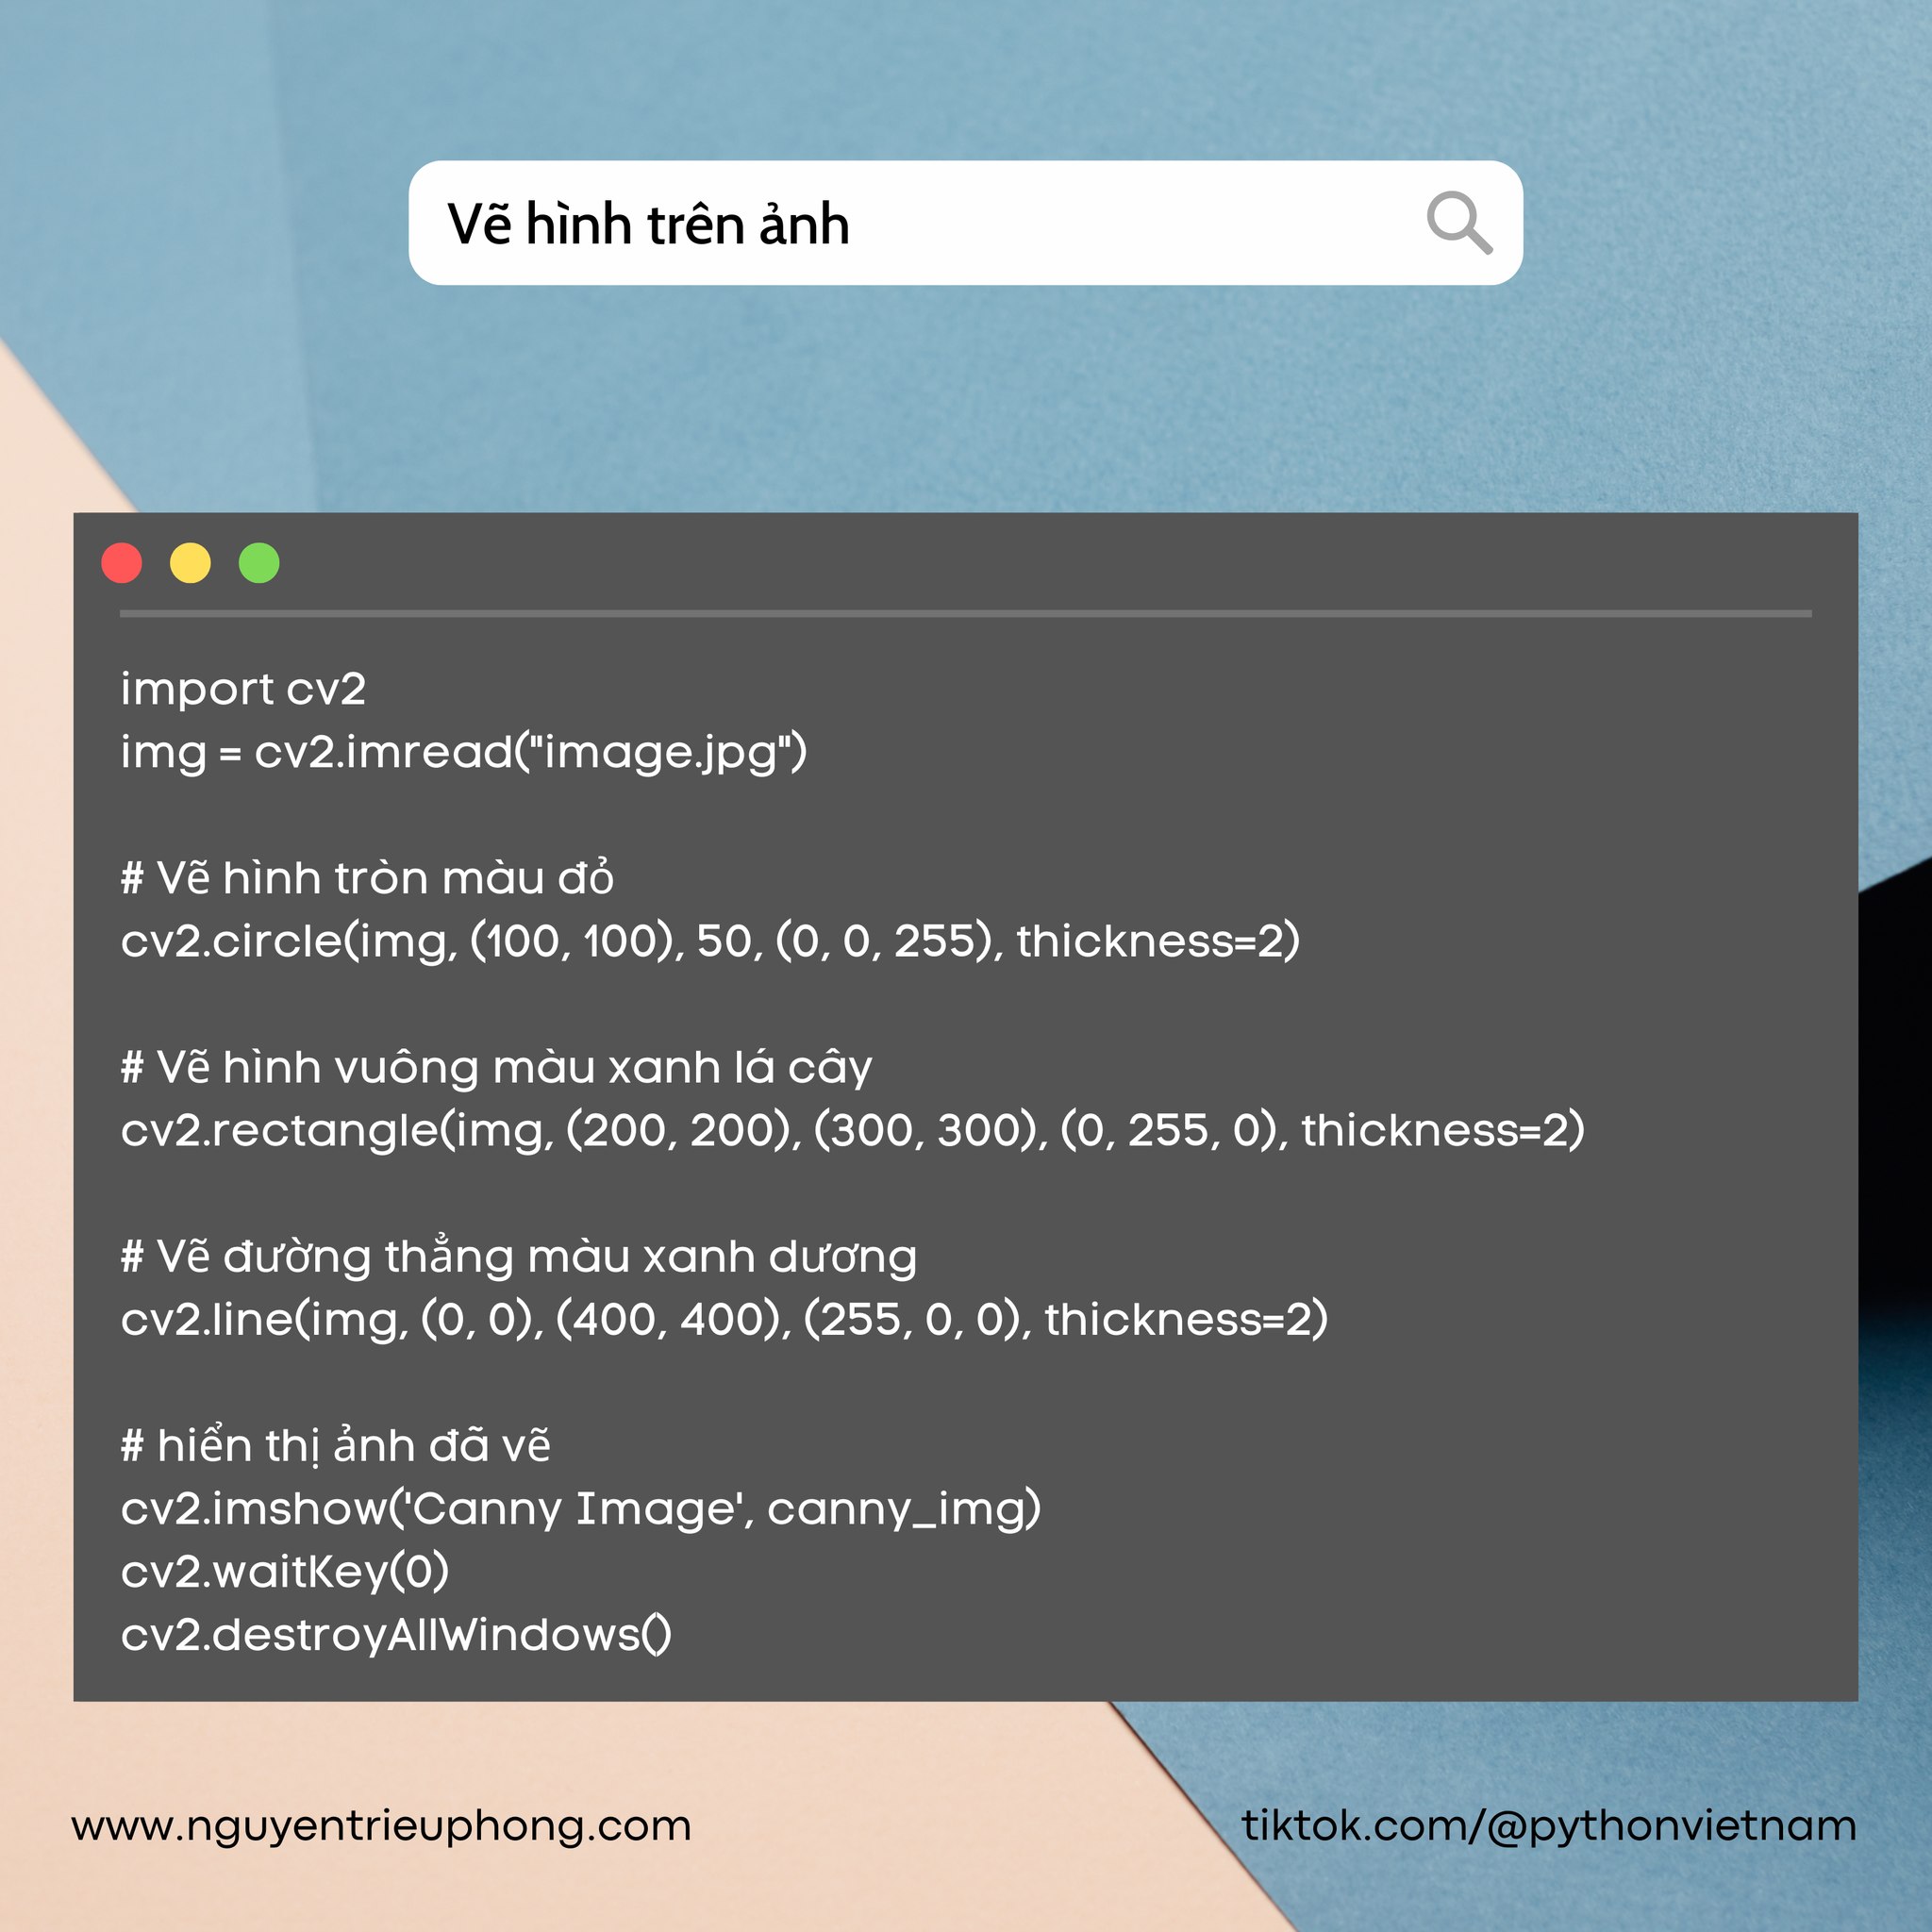 Vẽ hình trên ảnh
import cv2
img = cv2.imread("image.jpg")
# Vẽ hình tròn màu đỏ
cv2.circle(img, (100, 100), 50, (0, 0, 255), thickness=2)
# Vẽ hình vuông màu xanh lá cây
cv2.rectangle(img, (200, 200), (300, 300), (0, 255, 0), thickness=2)
# Vẽ đường thẳng màu xanh dương
cv2.line(img, (0, 0), (400, 400), (255, 0, 0), thickness=2)
# hiển thị ảnh đã vẽ
cv2.imshow('Canny Image', canny_img)
cv2.waitKey(0)
cv2.destroyAllWindows()
www.nguyentrieuphong.com
tiktok.com/@pythonvietnam